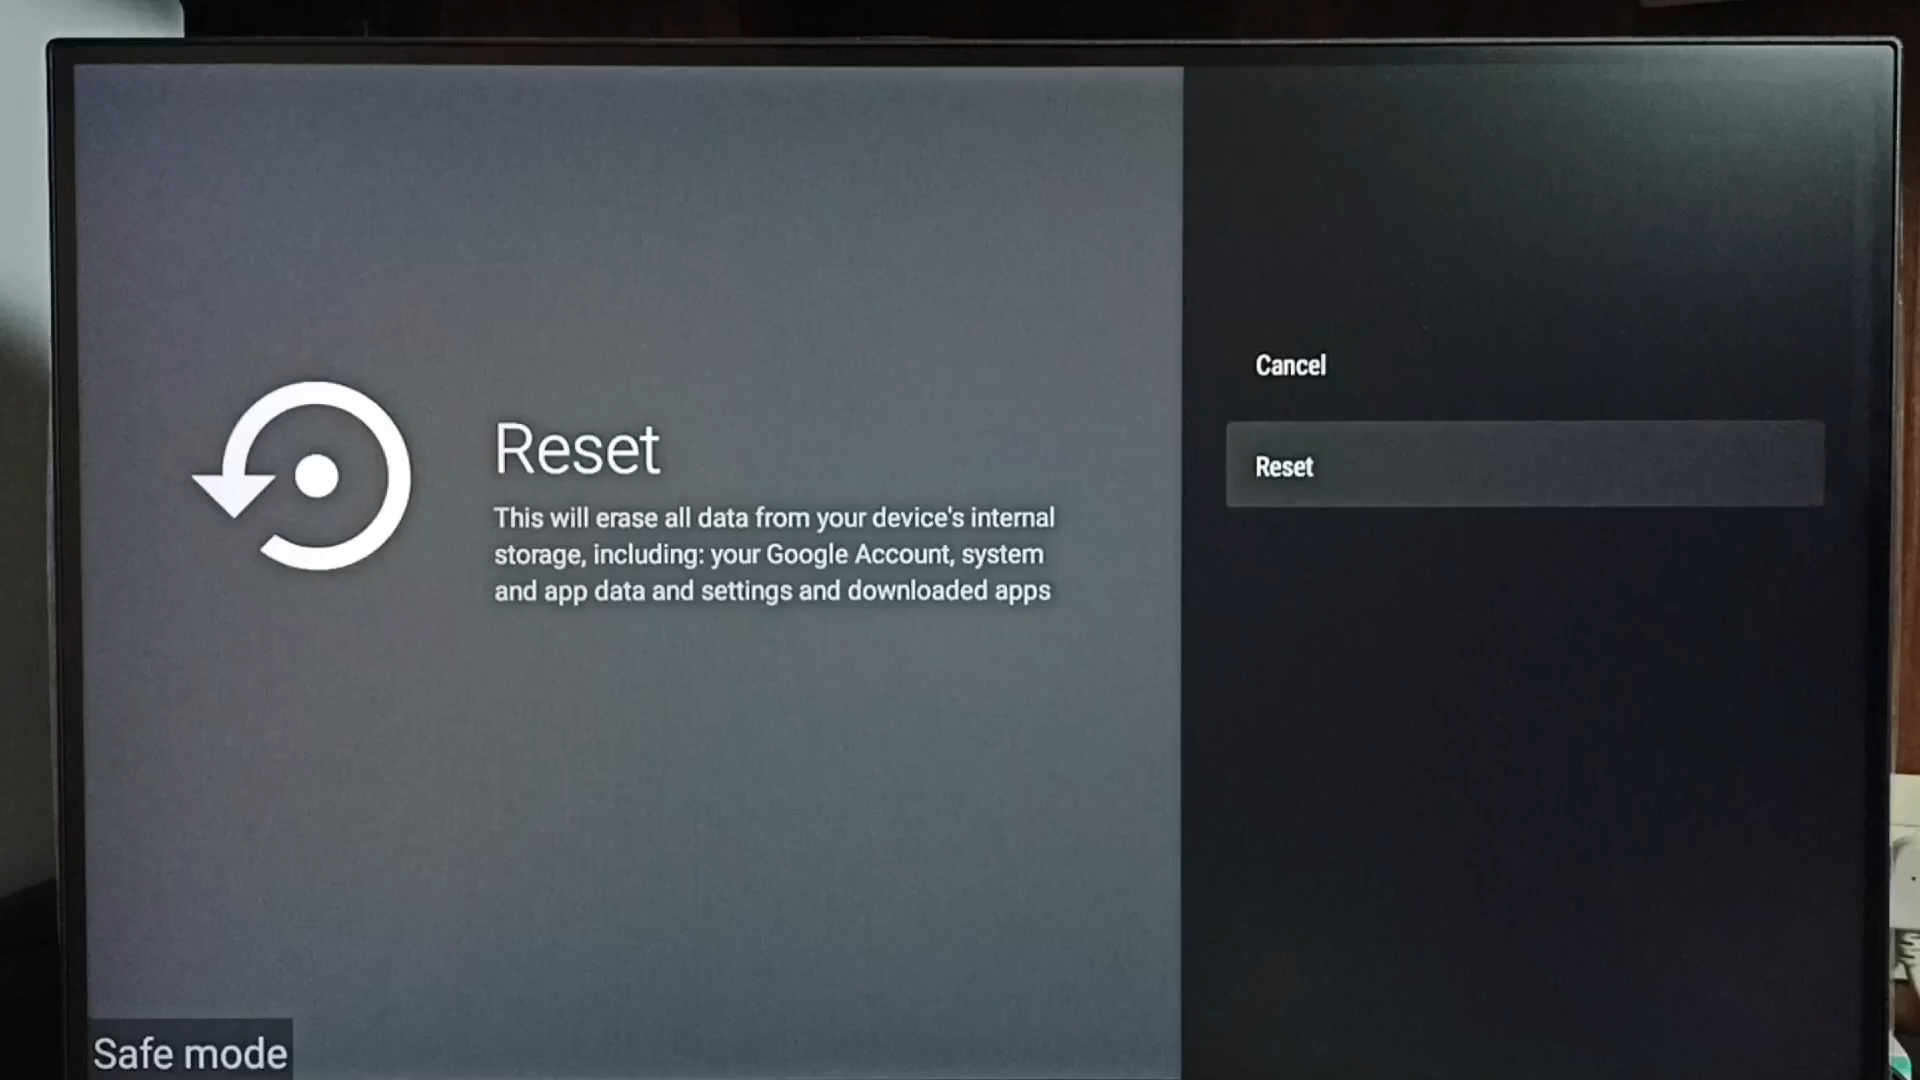 Reset
This will erase all data from your device's internal
storage, including: your Google Account, system
and app data and settings and downloaded apps
Cancel
Reset
Safe mode